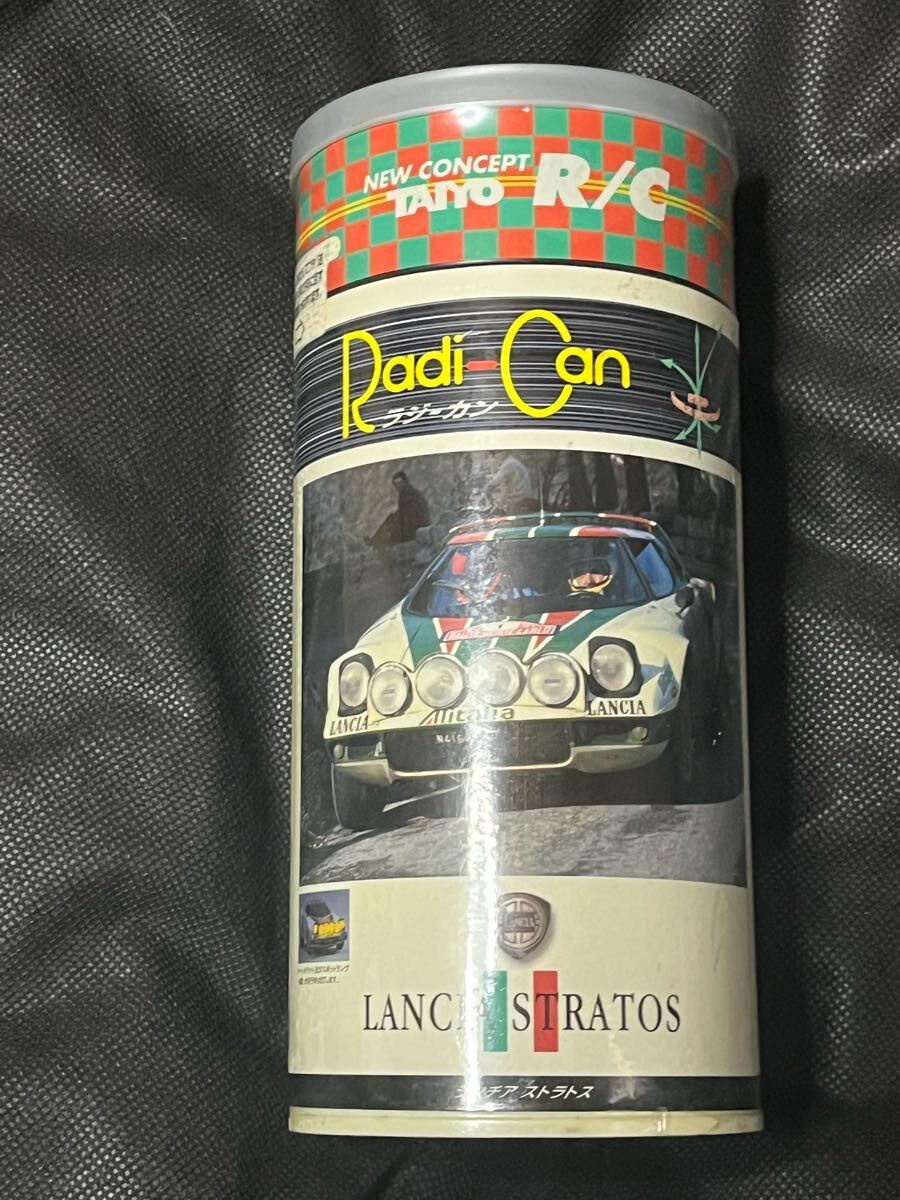 NEW CONCEPT
TAIYO R/C
Radi-Can
ラジーカン
LANCIA
Alitalia
LANCIA
LANCIA
LANCIA STRATOS
ランチア ストラトス